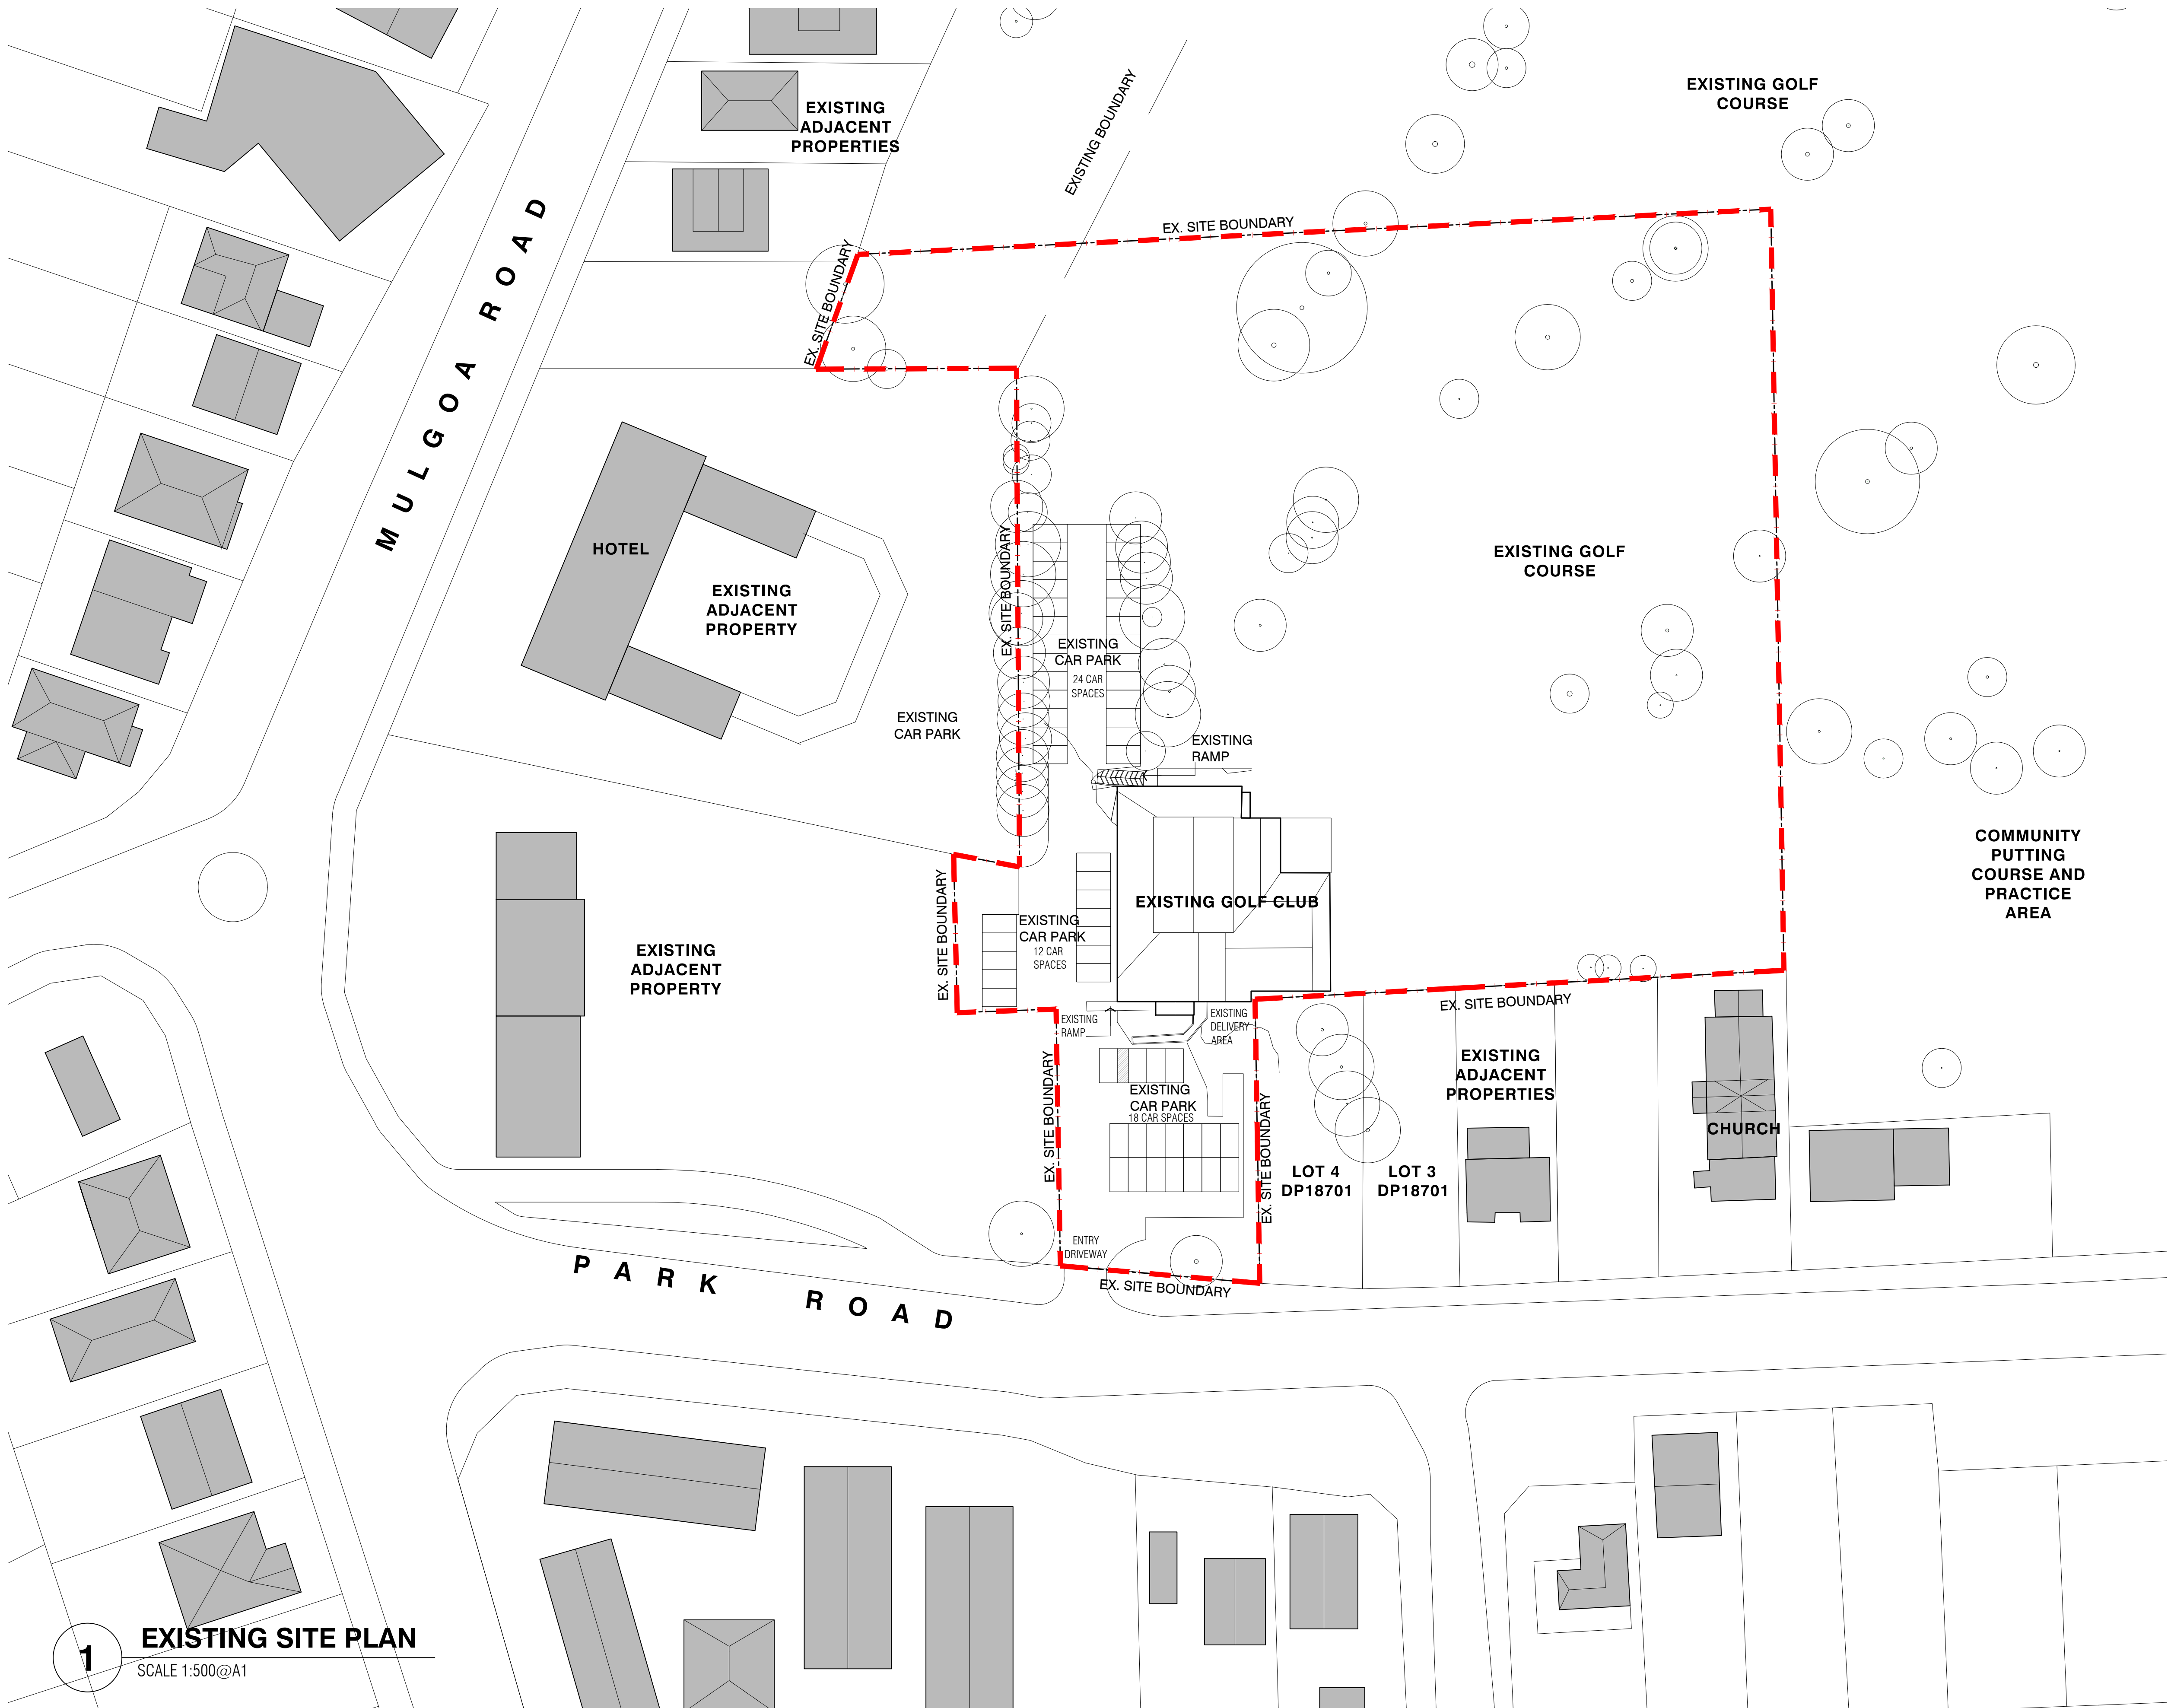 EXISTING GOLF
COURSE
EXISTING
ADJACENT
PROPERTIES
EXISTING BOUNDARY
EX. SITE BOUNDARY
EX. SITE BOUNDARY
MULGOA ROAD
HOTEL
EXISTING
ADJACENT
PROPERTY
EX. SITE BOUNDARY
EXISTING GOLF
COURSE
EXISTING
CAR PARK
24 CAR
SPACES
EXISTING
CAR PARK
EXISTING
RAMP
COMMUNITY
PUTTING
COURSE AND
PRACTICE
AREA
EX. SITE BOUNDARY
EXISTING GOLF CLUB
EXISTING
CAR PARK
12 CAR
SPACES
EXISTING
ADJACENT
PROPERTY
EX. SITE BOUNDARY
EXISTING
RAMP
EXISTING
DELIVERY
AREA
EX. SITE BOUNDARY
EXISTING
CAR PARK
18 CAR SPACES
EX. SITE BOUNDARY
EXISTING
ADJACENT
PROPERTIES
CHURCH
LOT 4
DP18701
LOT 3
DP18701
ENTRY
DRIVEWAY
EX. SITE BOUNDARY
PARK ROAD
1
EXISTING SITE PLAN
SCALE 1:500@A1